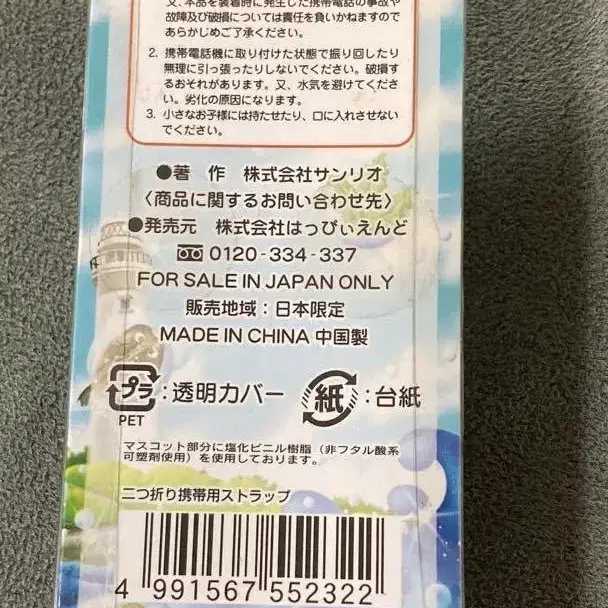 又、本品を装着時に発生した携帯電話の事故や
故障及び破損については責任を負いかねますので
あらかじめご了承ください。
2. 携帯電話機に取り付けた状態で振り回したり
無理に引っ張ったりしないでください。破損す
るおそれがあります。又、水気を避けてくださ
い。劣化の原因になります。
3. 小さなお子様には持たせたり、口に入れさせない
でください。
●著 作 株式会社サンリオ
〈商品に関するお問い合わせ先〉
●発売元 株式会社はっぴぃえんど
0120-334-337
FOR SALE IN JAPAN ONLY
販売地域:日本限定
MADE IN CHINA 中国製
プラ:透明カバー 紙:台紙
PET
マスコット部分に塩化ビニル樹脂(非フタル酸系
可塑剤使用)を使用しております。
二つ折り携帯用ストラップ
4 991567 552322